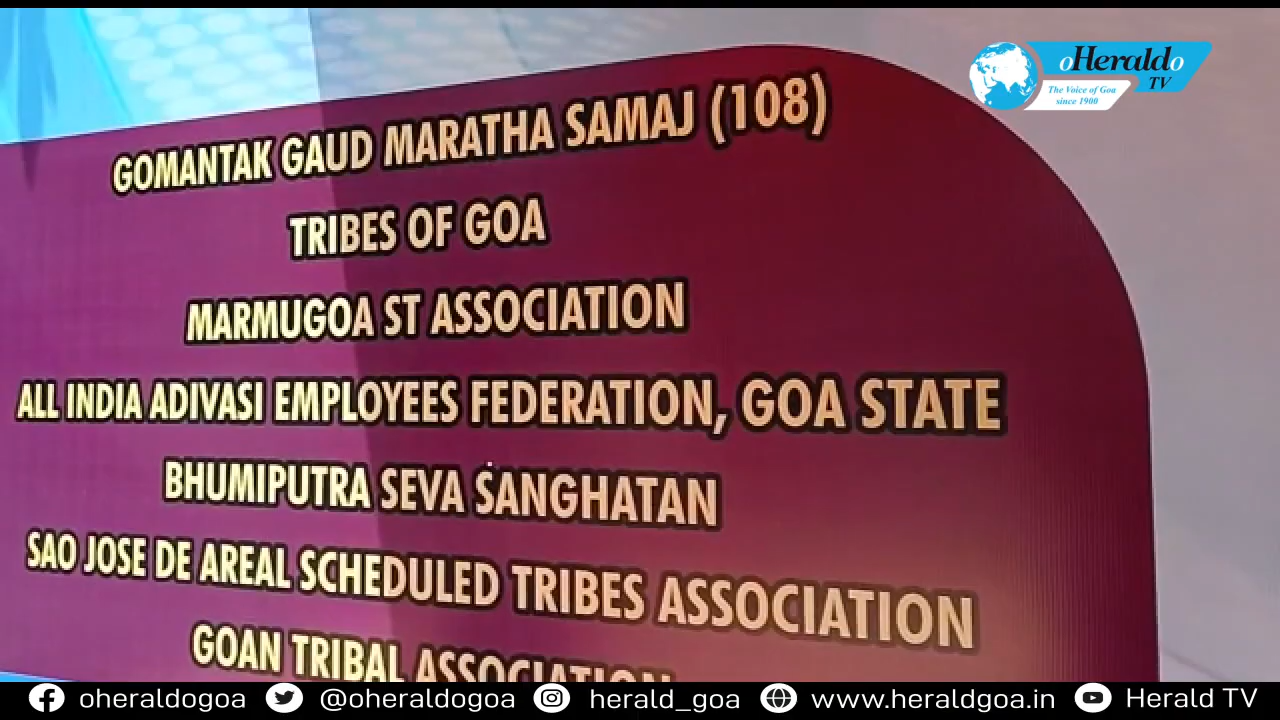 oHeraldo
TV
The Voice of Goa
since 1900
GOMANTAK GAUD MARATHA SAMAJ (108)
TRIBES OF GOA
MARMUGOA ST ASSOCIATION
ALL INDIA ADIVASI EMPLOYEES FEDERATION, GOA STATE
BHUMIPUTRA SEVA SANGHATAN
SAO JOSE DE AREAL SCHEDULED TRIBES ASSOCIATION
GOAN TRIBAL ASSOCIATION
oheraldogoa @oheraldogoa herald_goa www.heraldgoa.in Herald TV